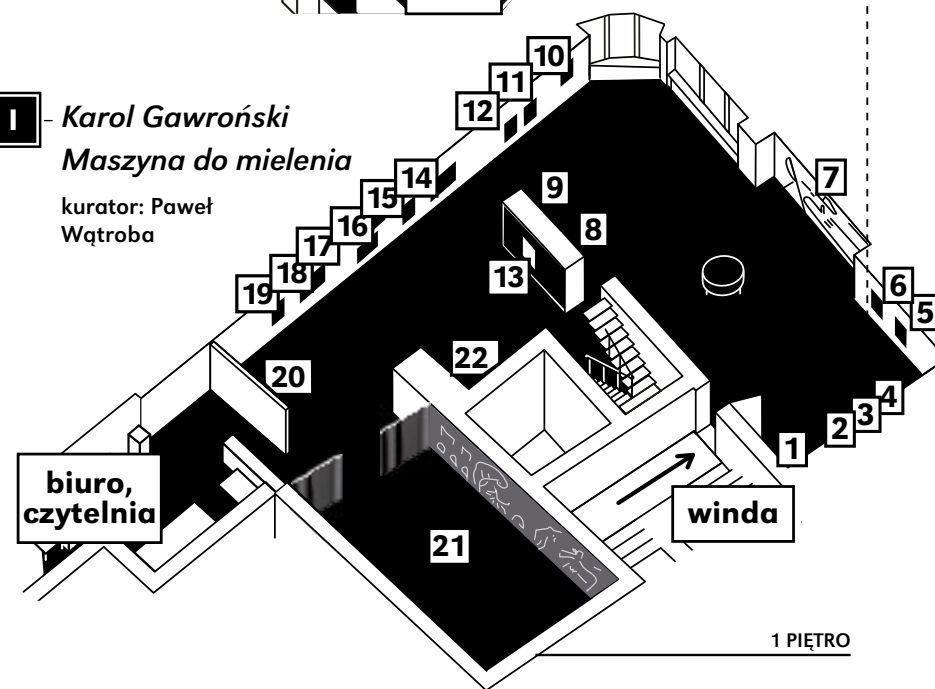 I
Karol Gawroński
Maszyna do mielenia
kurator: Paweł
Wątroba
10
11
12
14
15
16
17
18
19
9
8
13
7
6
5
20
22
4
3
2
1
biuro,
czytelnia
winda
21
1 PIĘTRO